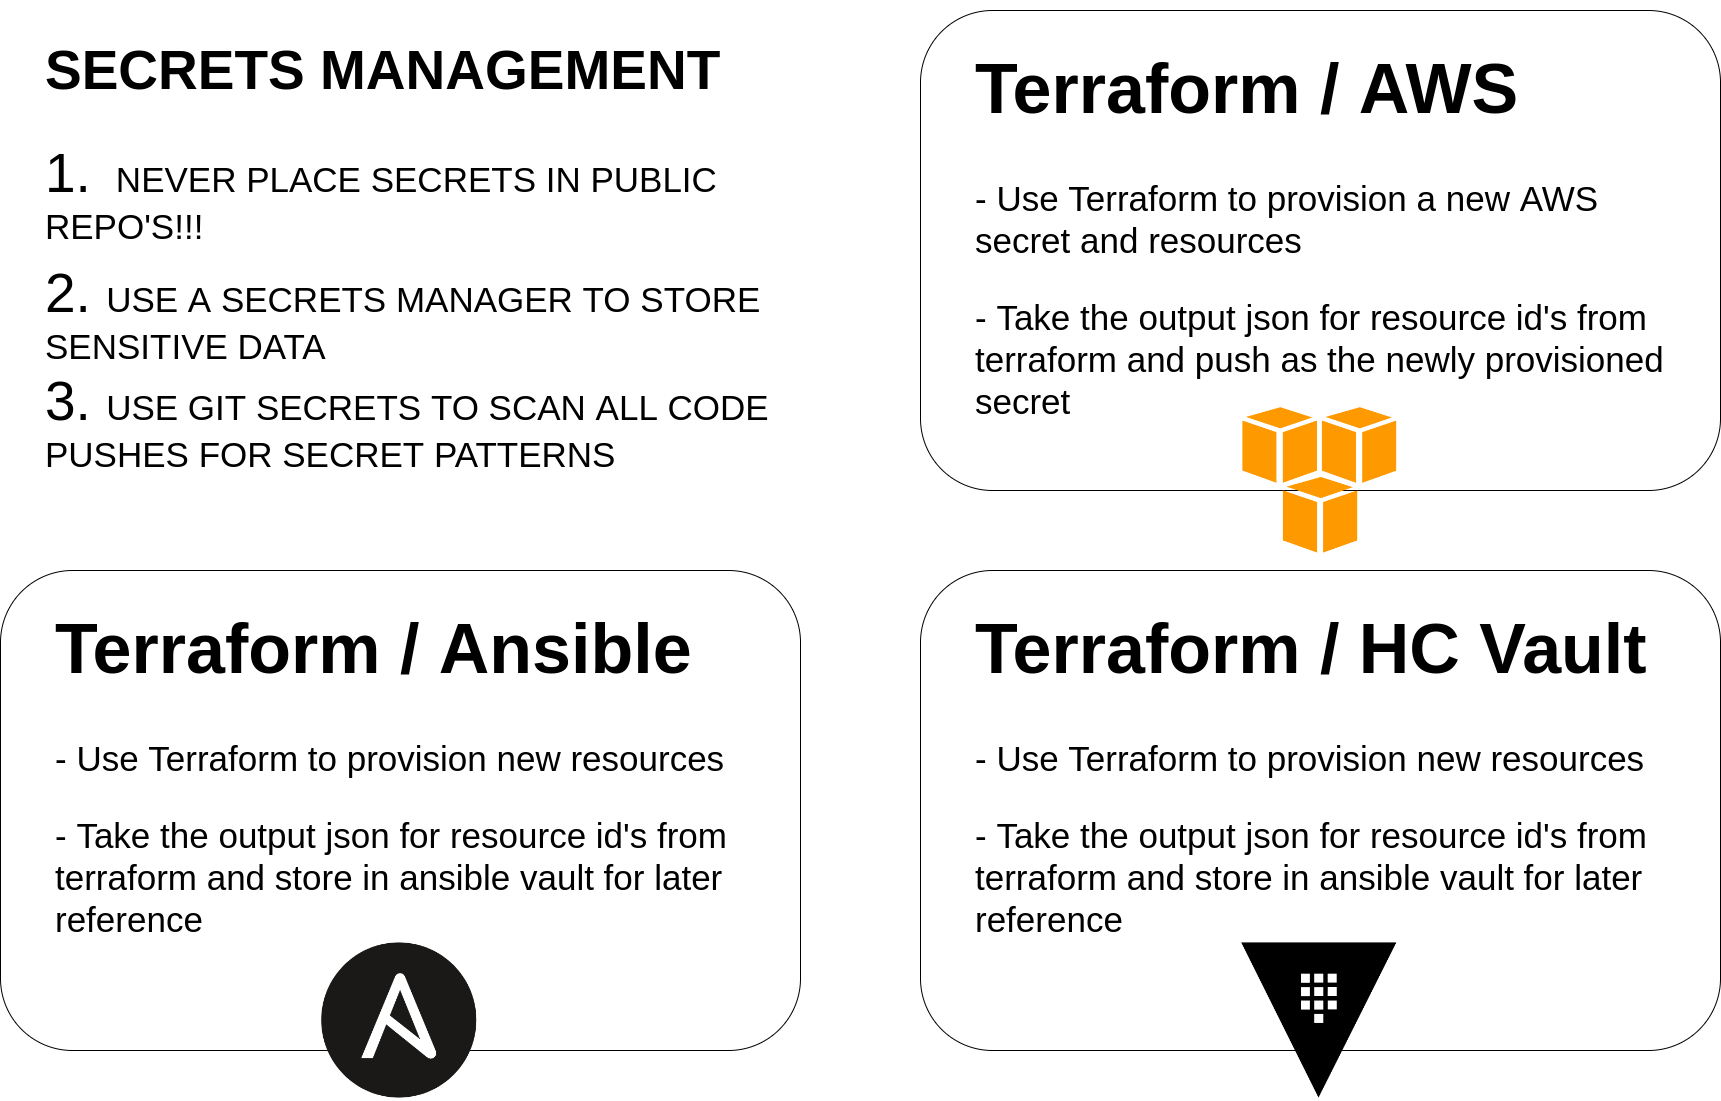 SECRETS MANAGEMENT
1. NEVER PLACE SECRETS IN PUBLIC
REPO'S!!!
2. USE A SECRETS MANAGER TO STORE
SENSITIVE DATA
3. USE GIT SECRETS TO SCAN ALL CODE
PUSHES FOR SECRET PATTERNS
Terraform / AWS
- Use Terraform to provision a new AWS
secret and resources
- Take the output json for resource id's from
terraform and push as the newly provisioned
secret
Terraform / Ansible
- Use Terraform to provision new resources
- Take the output json for resource id's from
terraform and store in ansible vault for later
reference
Terraform / HC Vault
- Use Terraform to provision new resources
- Take the output json for resource id's from
terraform and store in ansible vault for later
reference